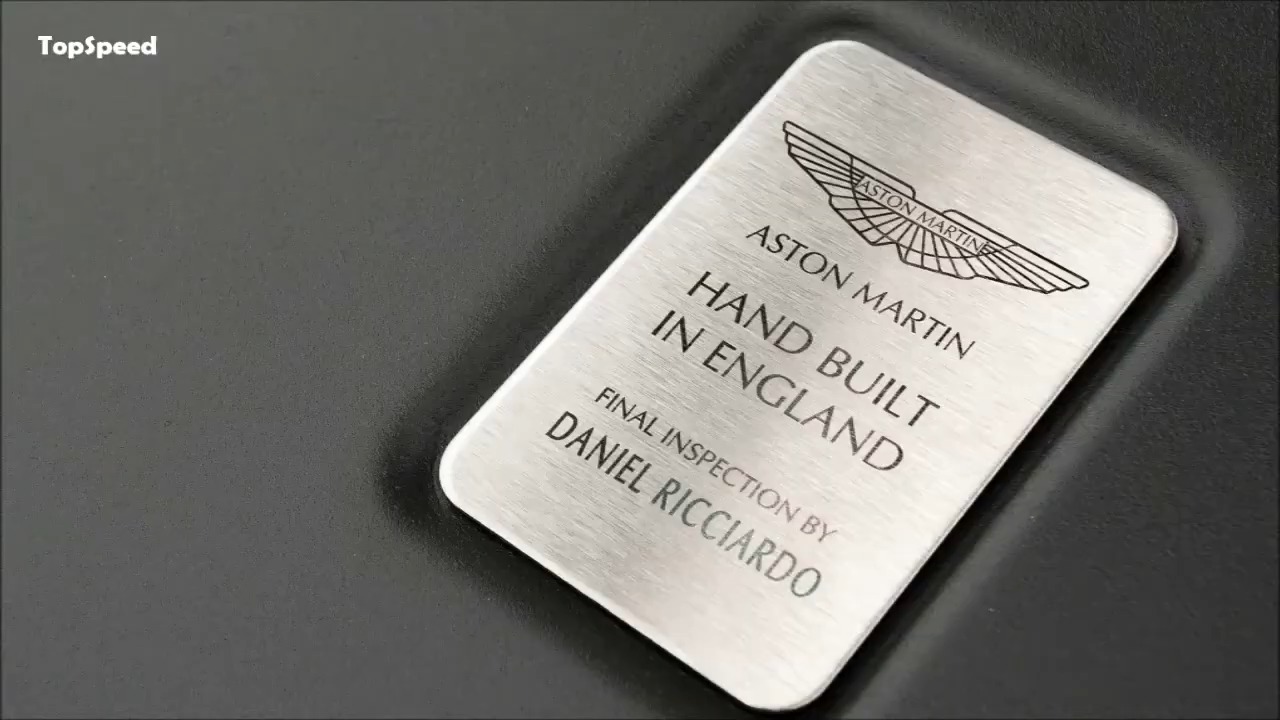 TopSpeed
ASTON MARTIN
ASTON MARTIN
HAND BUILT
IN ENGLAND
FINAL INSPECTION BY
DANIEL RICCIARDO